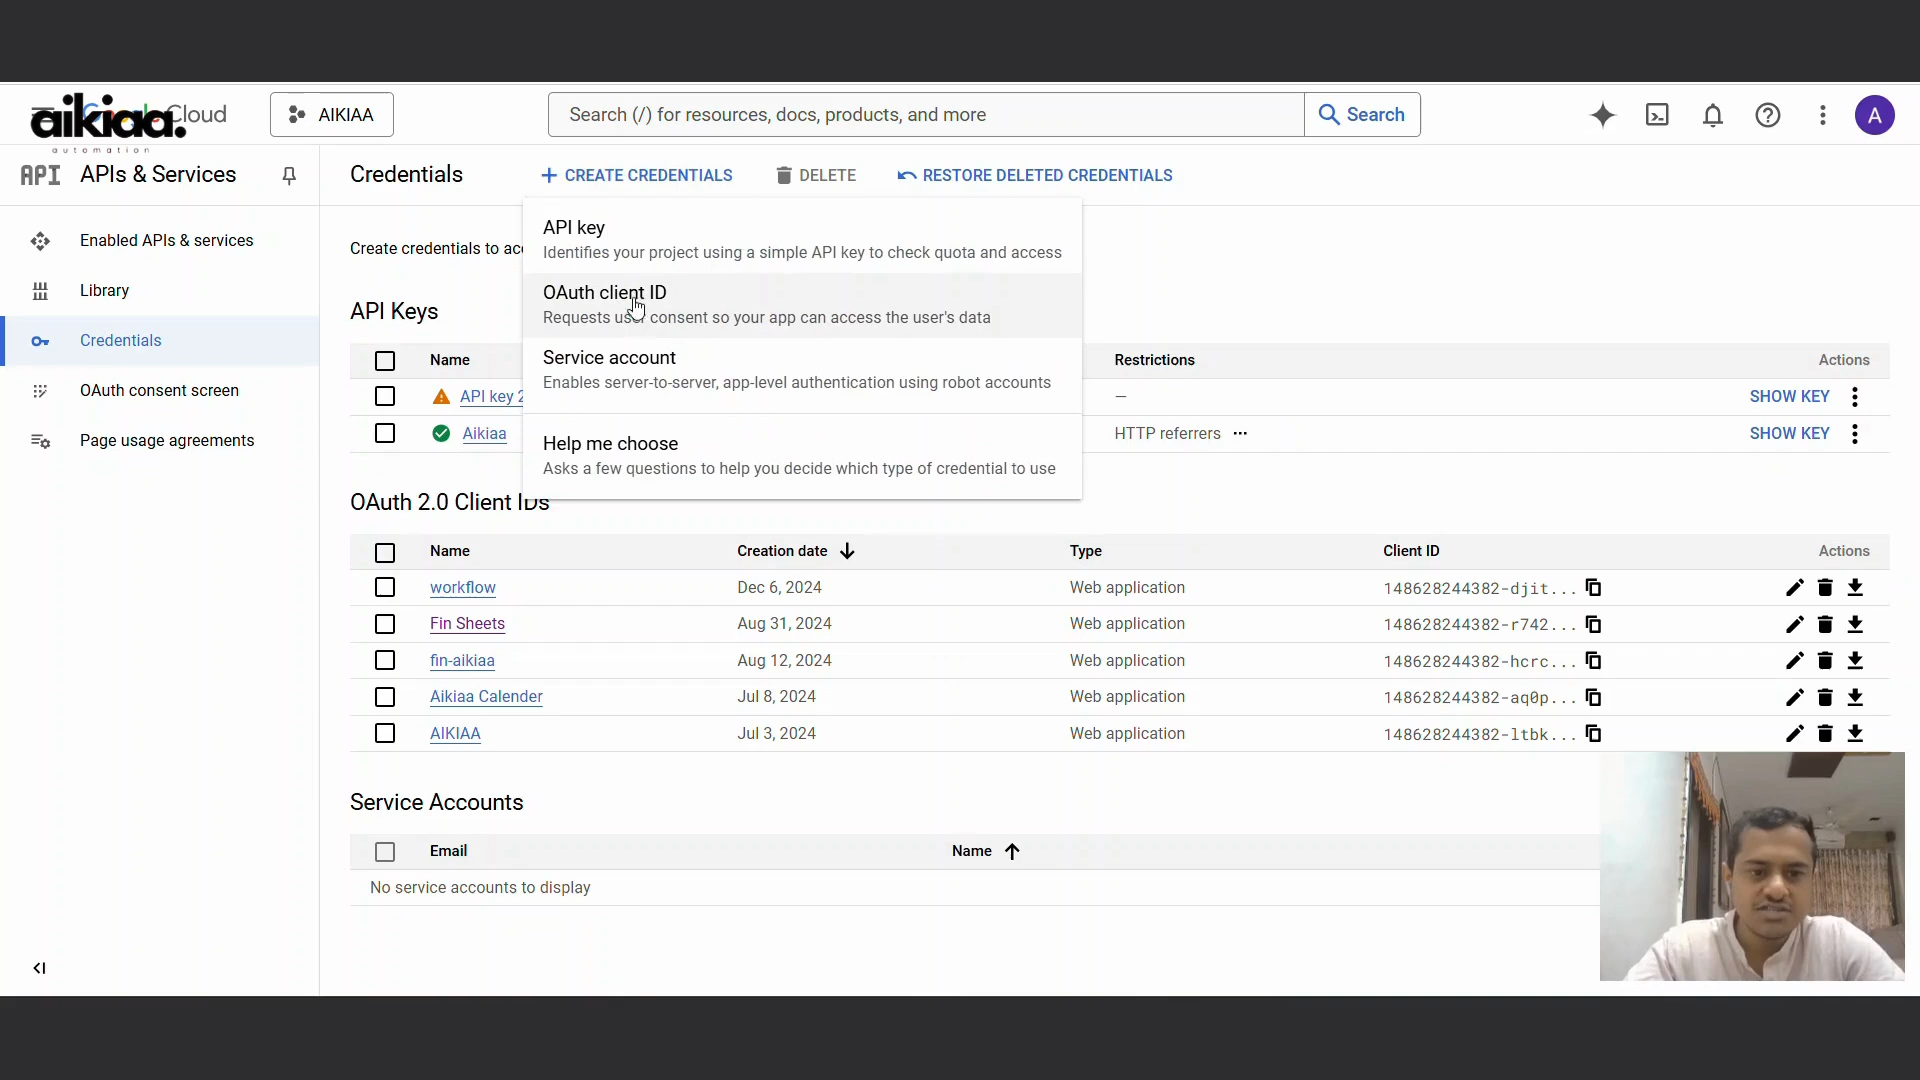 aikiaa.
automation
Cloud
AIKIAA
Search (/) for resources, docs, products, and more
Search
A
API
APIs & Services
Credentials
CREATE CREDENTIALS
DELETE
RESTORE DELETED CREDENTIALS
Enabled APIs & services
Library
Credentials
OAuth consent screen
Page usage agreements
Create credentials to
API key
Identifies your project using a simple API key to check quota and access
OAuth client ID
Requests user consent so your app can access the user's data
Service account
Enables server-to-server, app-level authentication using robot accounts
Help me choose
Asks a few questions to help you decide which type of credential to use
API Keys
Name
Restrictions
Actions
API key 2
–
SHOW KEY
Aikiaa
HTTP referrers
SHOW KEY
OAuth 2.0 Client IDs
Name
Creation date
Type
Client ID
Actions
workflow
Dec 6, 2024
Web application
148628244382-djit...
Fin Sheets
Aug 31, 2024
Web application
148628244382-r742...
fin-aikiaa
Aug 12, 2024
Web application
148628244382-hcrc...
Aikiaa Calender
Jul 8, 2024
Web application
148628244382-aq0p...
AIKIAA
Jul 3, 2024
Web application
148628244382-ltbk...
Service Accounts
Email
Name
No service accounts to display